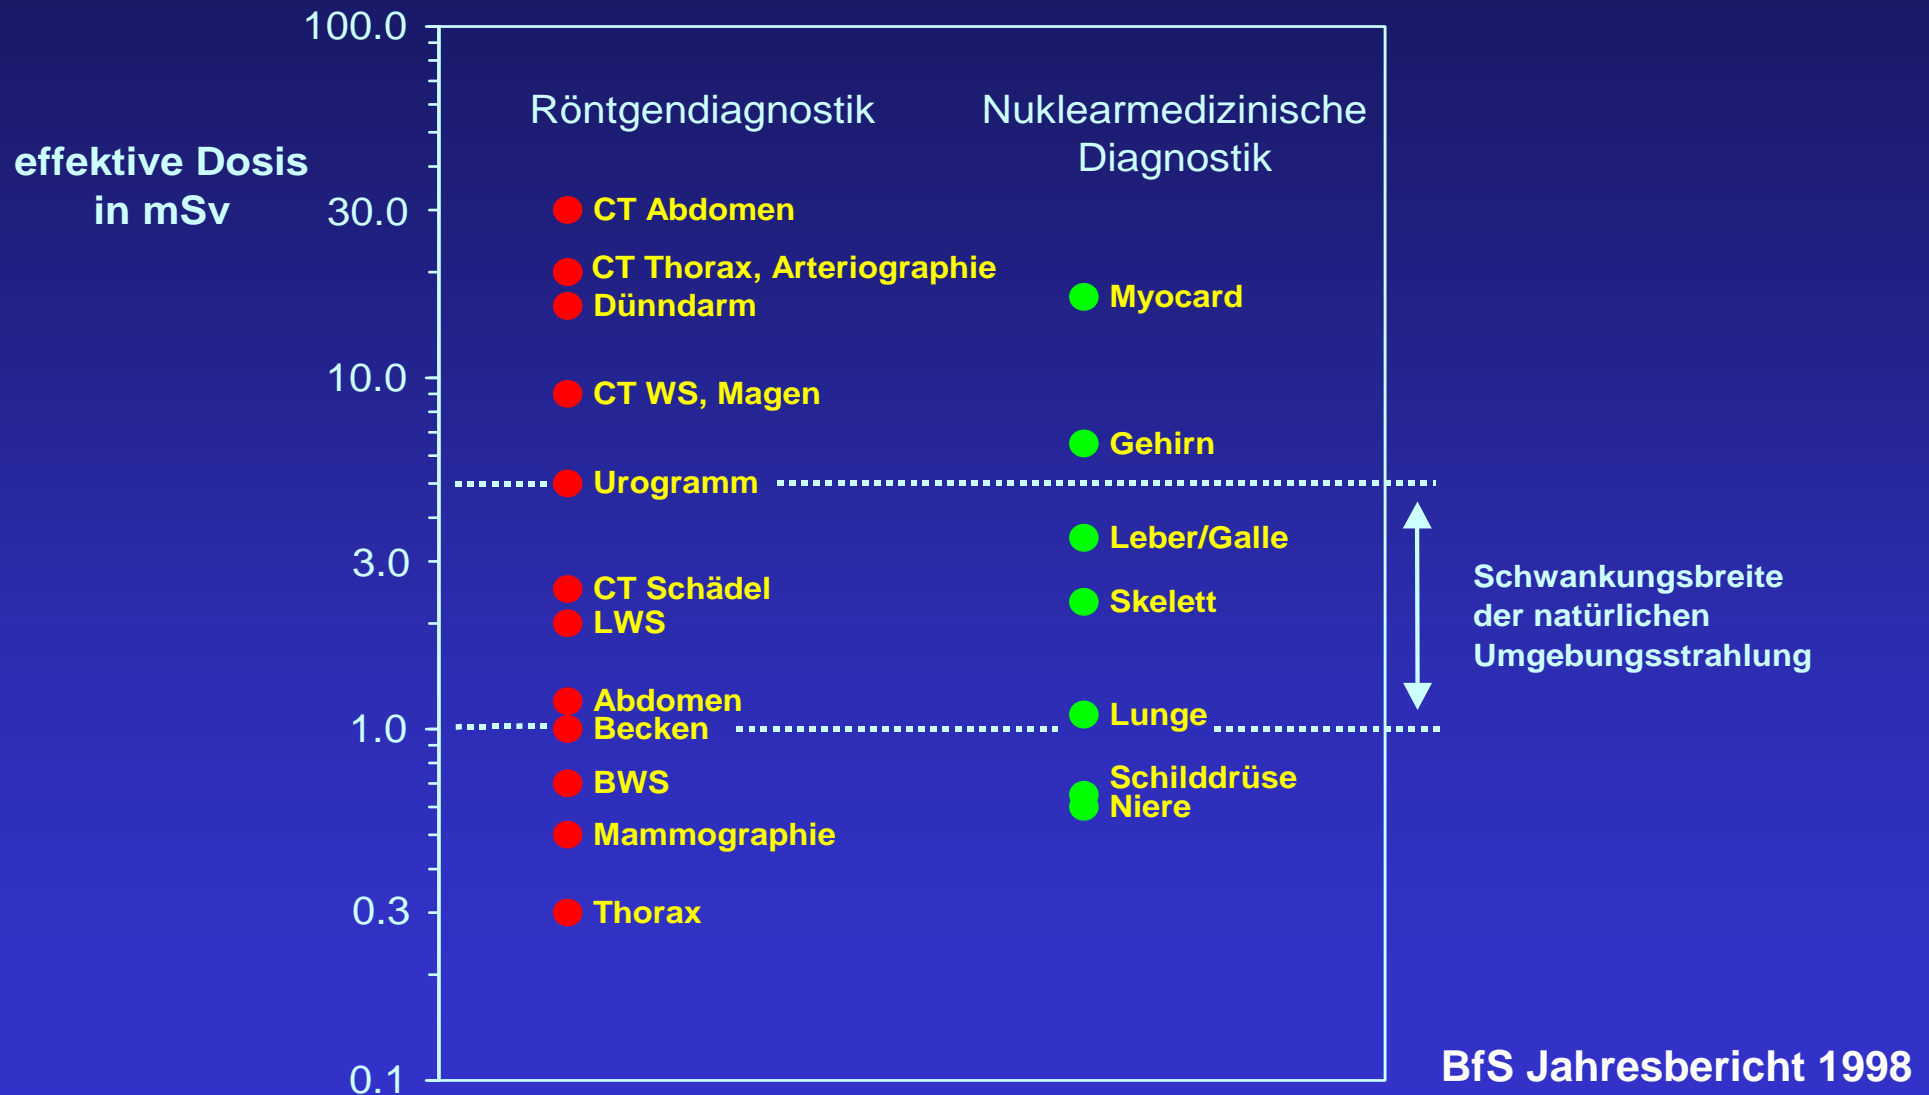 100.0
Röntgendiagnostik
Nuklearmedizinische
Diagnostik
effektive Dosis
in mSv
30.0
CT Abdomen
CT Thorax, Arteriographie
Dünndarm
Myocard
10.0
CT WS, Magen
Gehirn
Urogramm
Leber/Galle
3.0
CT Schädel
LWS
Skelett
Schwankungsbreite
der natürlichen
Umgebungsstrahlung
Abdomen
1.0
Becken
Lunge
BWS
Schilddrüse
Niere
Mammographie
0.3
Thorax
0.1
BfS Jahresbericht 1998